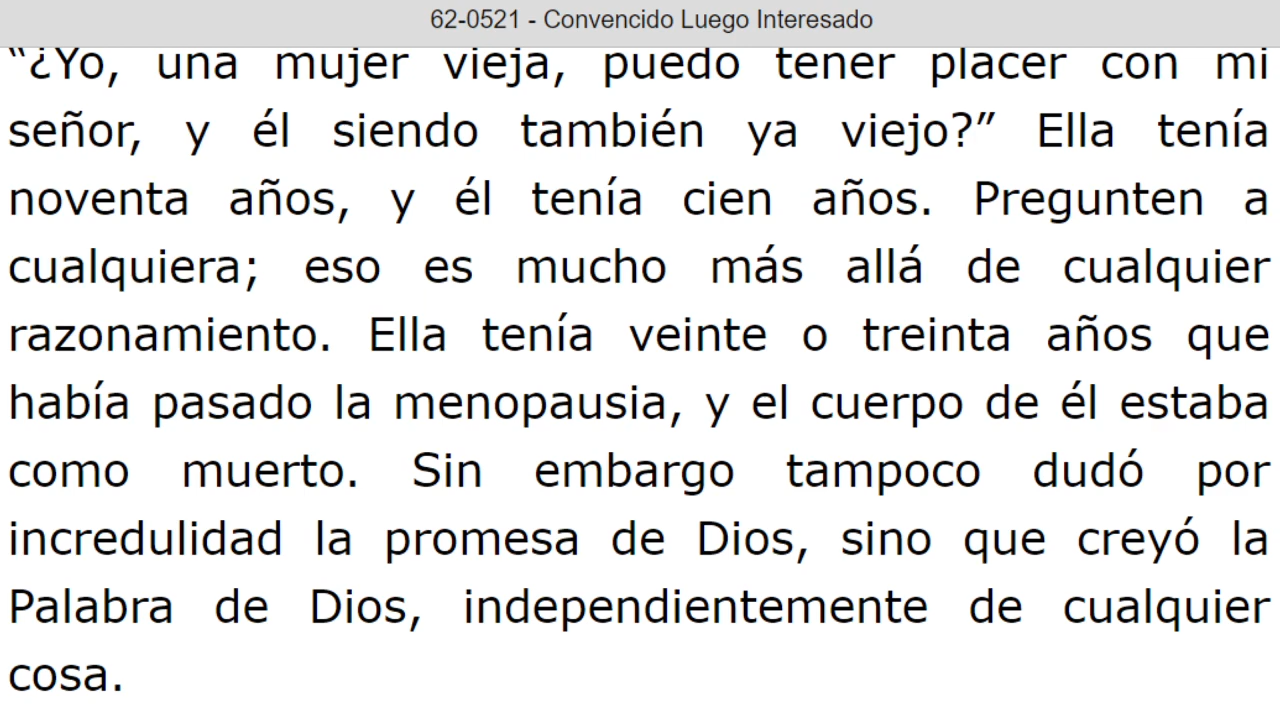 62-0521 - Convencido Luego Interesado
“¿Yo, una mujer vieja, puedo tener placer con mi
señor, y él siendo también ya viejo?” Ella tenía
noventa años, y él tenía cien años. Pregunten a
cualquiera; eso es mucho más allá de cualquier
razonamiento. Ella tenía veinte o treinta años que
había pasado la menopausia, y el cuerpo de él estaba
como muerto. Sin embargo tampoco dudó por
incredulidad la promesa de Dios, sino que creyó la
Palabra de Dios, independientemente de cualquier
cosa.